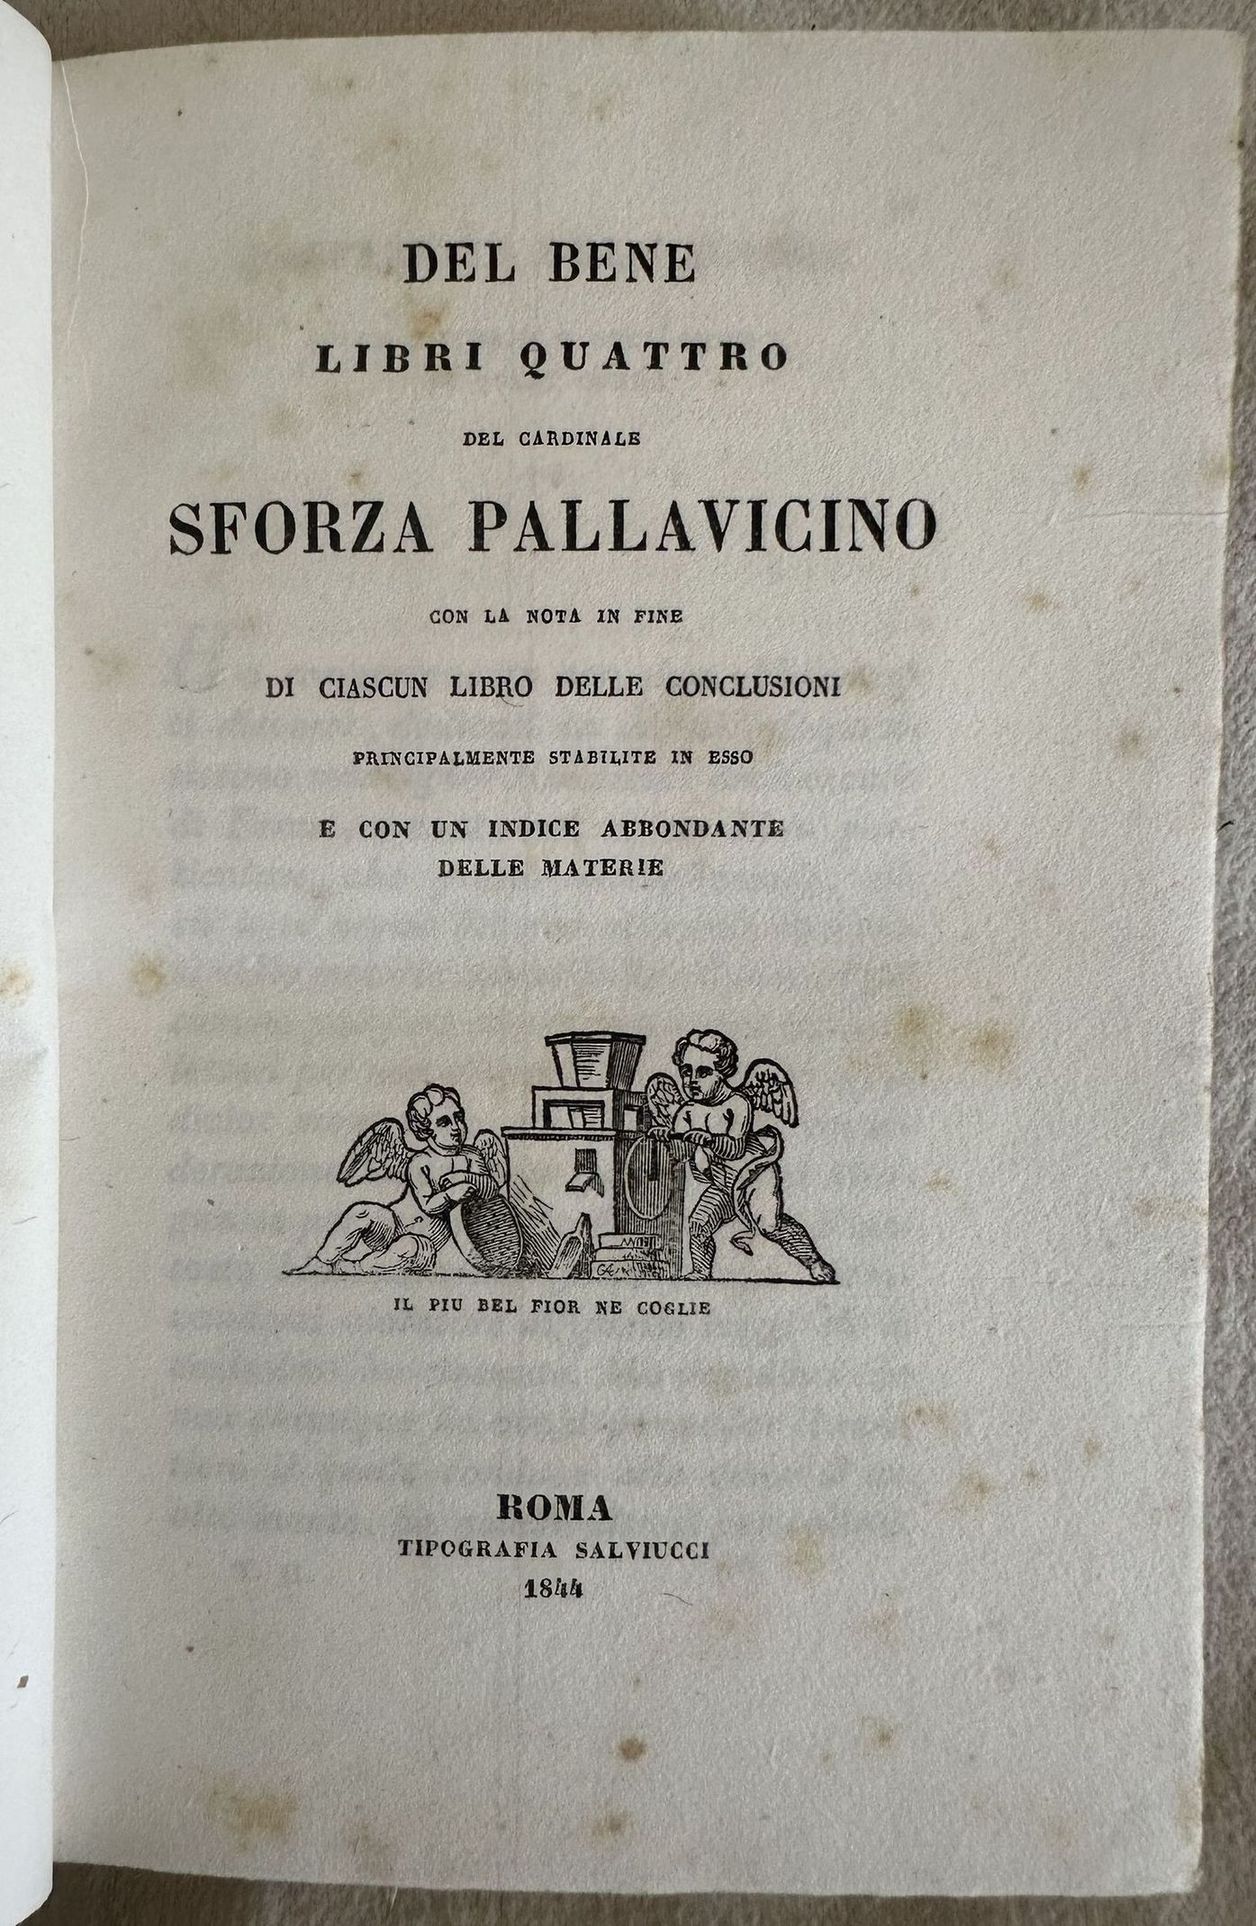 DEL BENE
LIBRI QUATTRO
DEL CARDINALE
SFORZA PALLAVICINO
CON LA NOTA IN FINE
DI CIASCUN LIBRO DELLE CONCLUSIONI
PRINCIPALMENTE STABILITE IN ESSO
E CON UN INDICE ABBONDANTE
DELLE MATERIE
IL PIU BEL FIOR NE COGLIE
ROMA
TIPOGRAFIA SALVIUCCI
1844